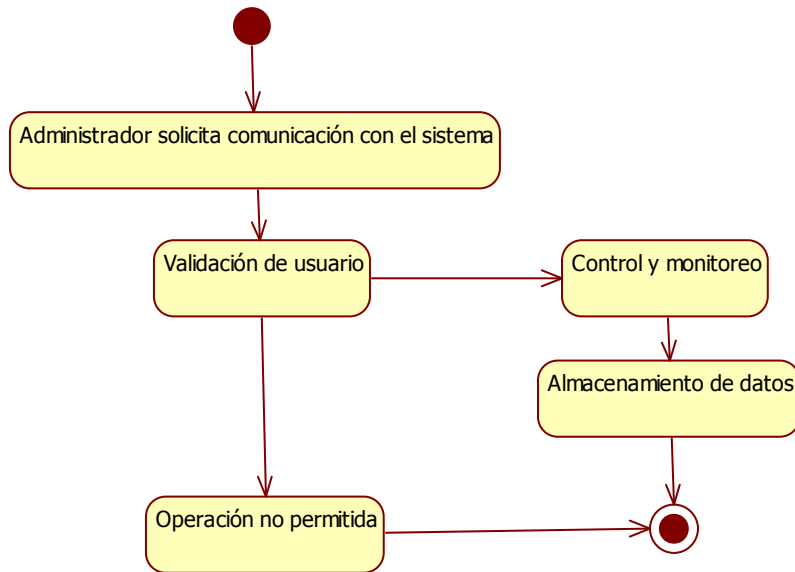 Administrador solicita comunicación con el sistema
Validación de usuario
Control y monitoreo
Almacenamiento de datos
Operación no permitida